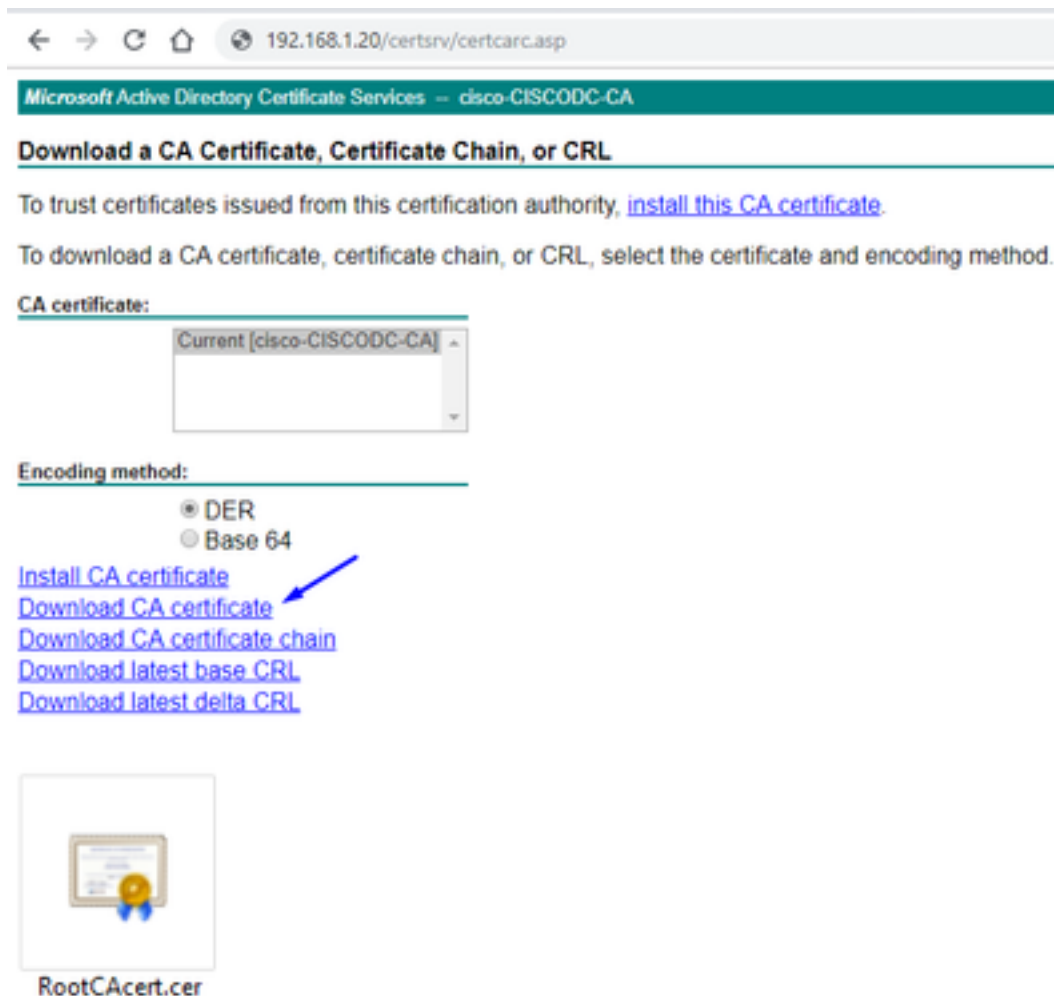 192.168.1.20/certsrv/certcarc.asp
Microsoft Active Directory Certificate Services -- cisco-CISCODC-CA
Download a CA Certificate, Certificate Chain, or CRL
To trust certificates issued from this certification authority, install this CA certificate.
To download a CA certificate, certificate chain, or CRL, select the certificate and encoding method.
CA certificate:
Current [cisco-CISCODC-CA]
Encoding method:
DER
Base 64
Install CA certificate
Download CA certificate
Download CA certificate chain
Download latest base CRL
Download latest delta CRL
RootCAcert.cer